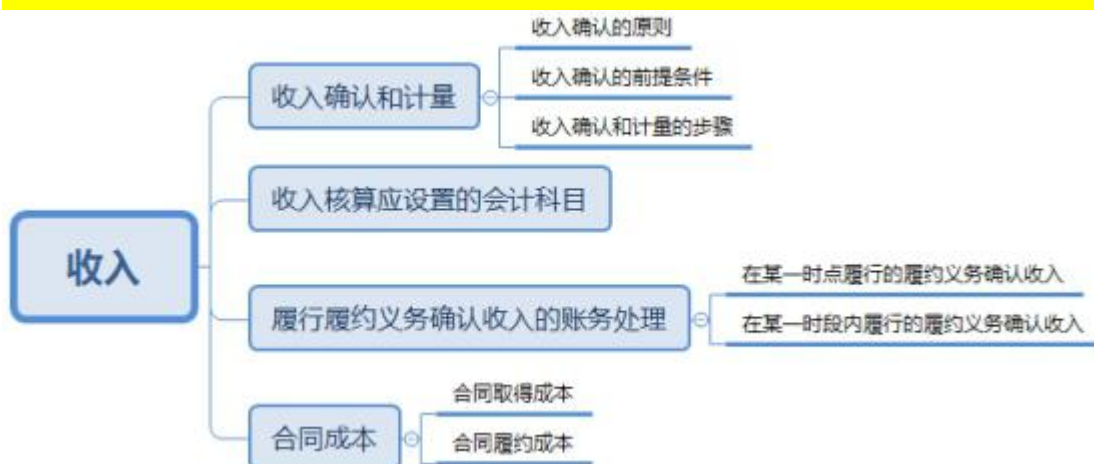 收入
收入确认和计量
收入确认的原则
收入确认的前提条件
收入确认和计量的步骤
收入核算应设置的会计科目
履行履约义务确认收入的账务处理
在某一时点履行的履约义务确认收入
在某一时段内履行的履约义务确认收入
合同成本
合同取得成本
合同履约成本